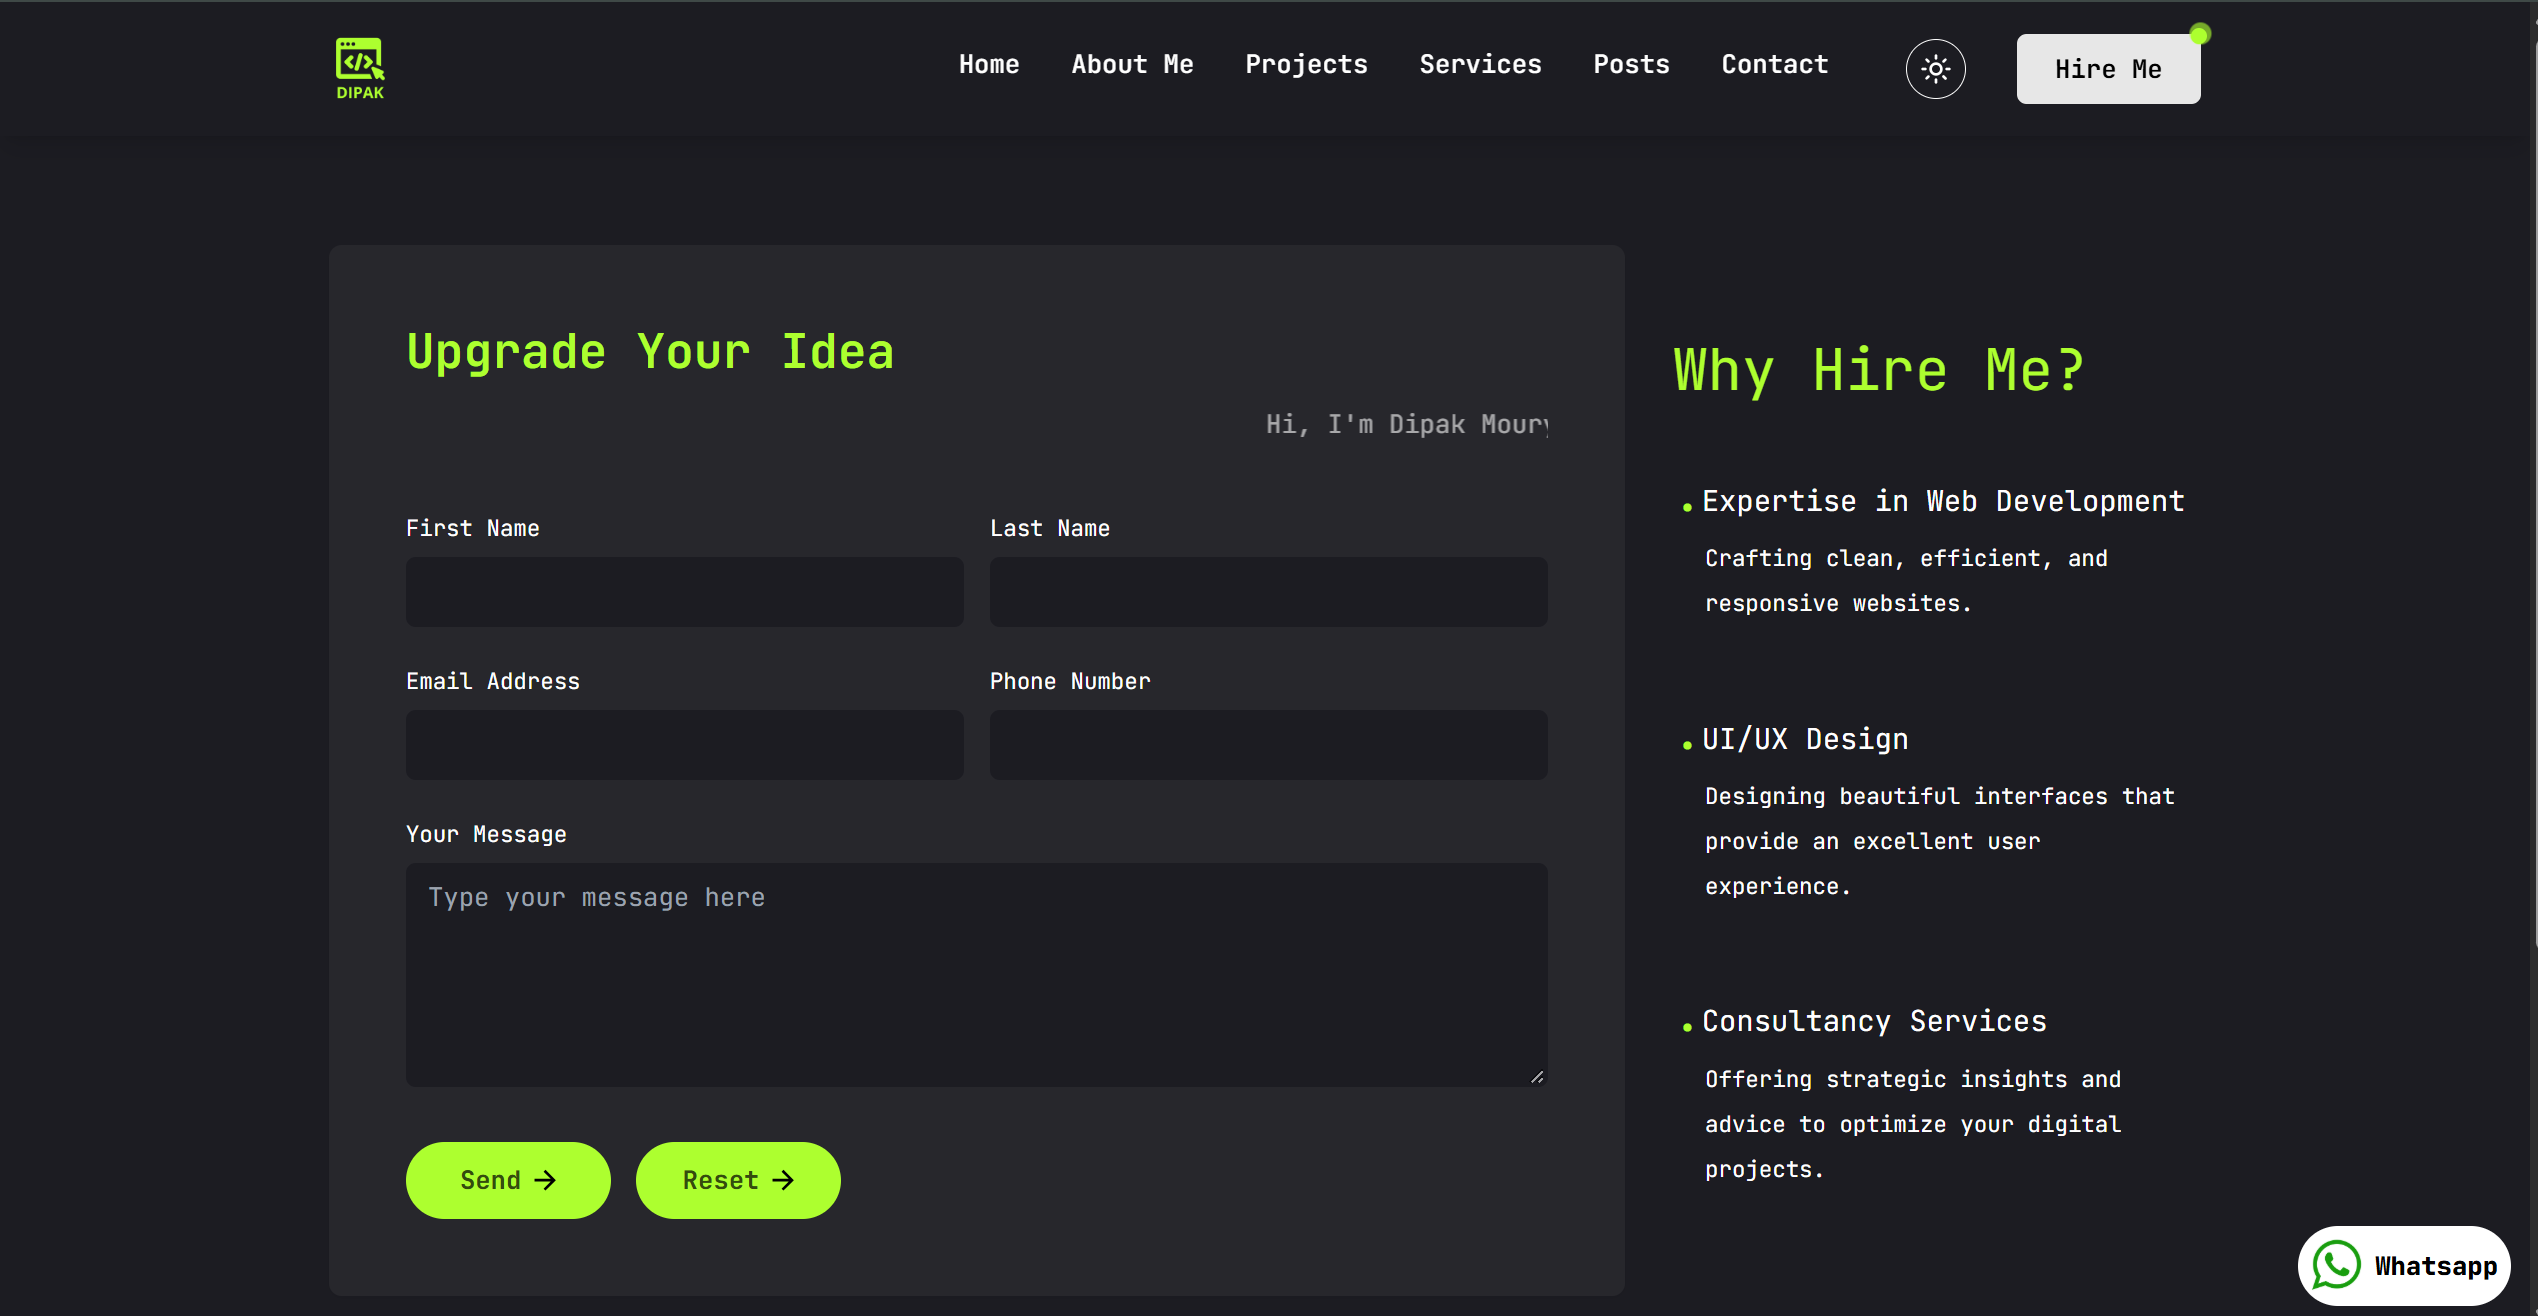 DIPAK
Home About Me Projects Services Posts Contact Hire Me
Upgrade Your Idea
Hi, I'm Dipak
First Name Last Name
Email Address Phone Number
Your Message
Type your message here
Send → Reset →
Why Hire Me?
Expertise in Web Development
Crafting clean, efficient, and
responsive websites.
UI/UX Design
Designing beautiful interfaces that
provide an excellent user
experience.
Consultancy Services
Offering strategic insights and
advice to optimize your digital
projects.
Whatsapp